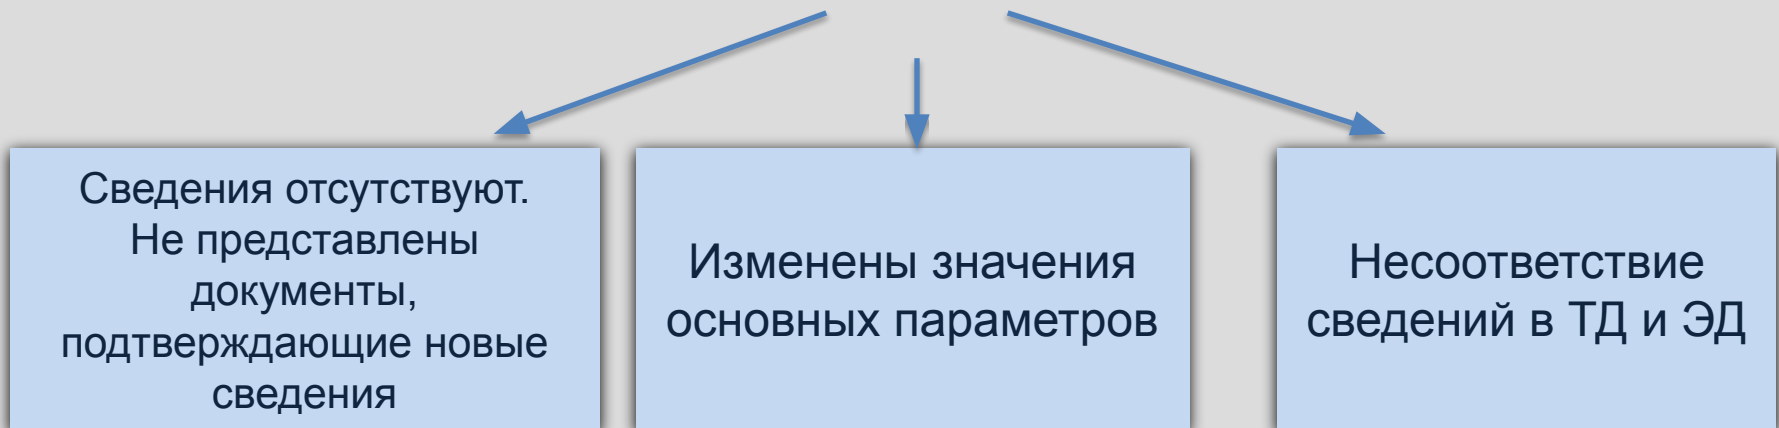 Сведения отсутствуют.
Не представлены
документы,
подтверждающие новые
сведения
Изменены значения
основных параметров
Несоответствие
сведений в ТД и ЭД